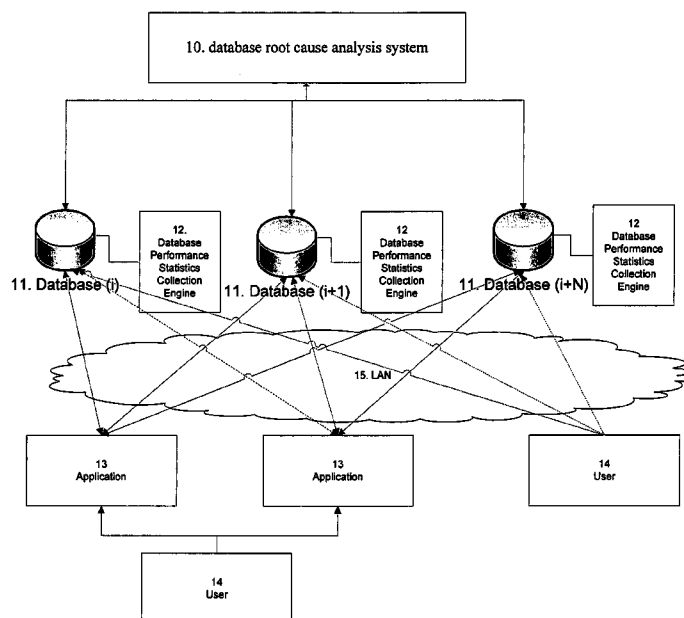 10. database root cause analysis system
12.
Database
Performance
Statistics
Collection
Engine
12
Database
Performance
Statistics
Collection
Engine
12
Database
Performance
Statistics
Collection
Engine
11. Database (i)
11. Database (i+1)
11. Database (i+N)
15. LAN
13
Application
13
Application
14
User
14
User